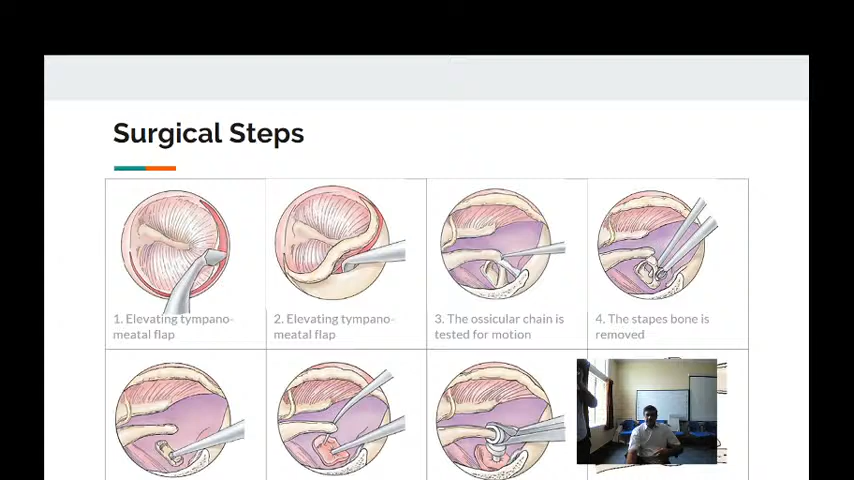 Surgical Steps
1. Elevating tympano-
meatal flap
2. Elevating tympano-
meatal flap
3. The ossicular chain is
tested for motion
4. The stapes bone is
removed